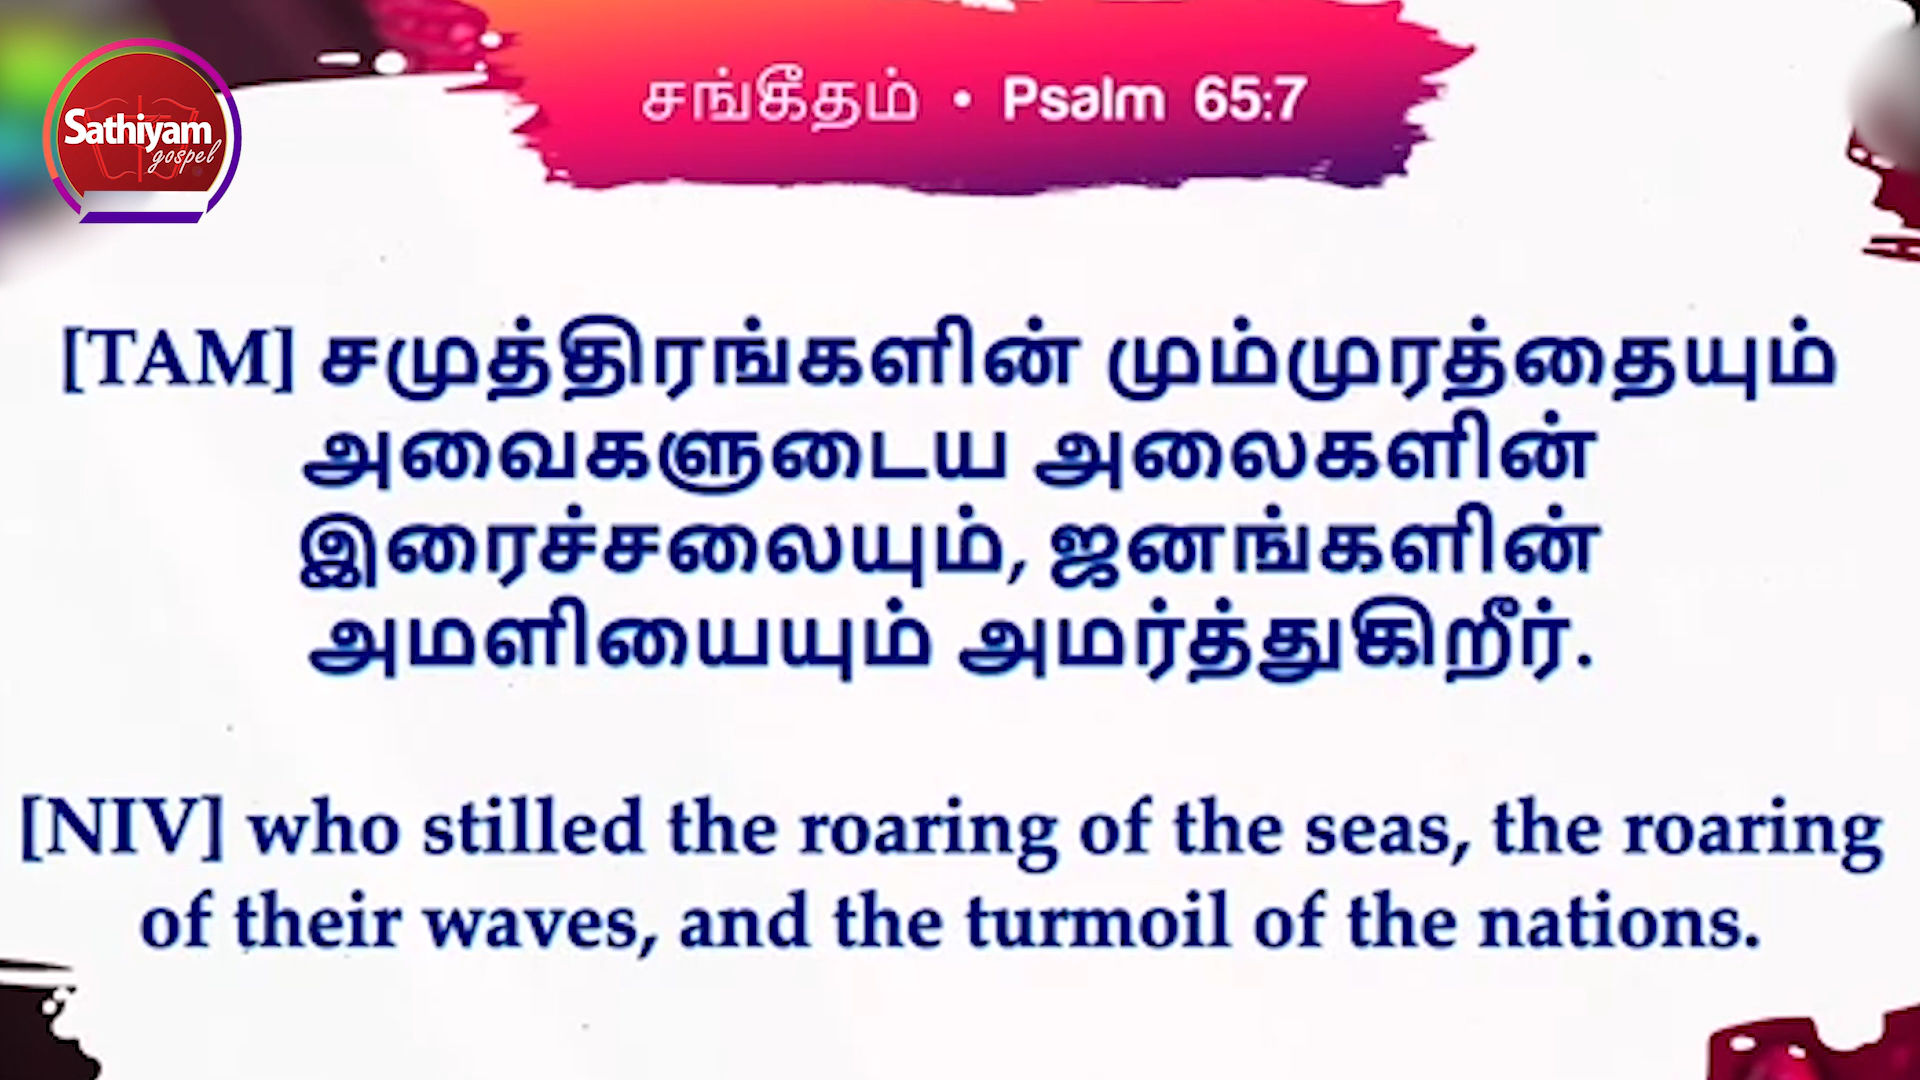 Sathiyam
gospel
சங்கீதம் • Psalm 65:7
[TAM] சமுத்திரங்களின் மும்முரத்தையும்
அவைகளுடைய அலைகளின்
இரைச்சலையும், ஜனங்களின்
அமளியையும் அமர்த்துகிறீர்.
[NIV] who stilled the roaring of the seas, the roaring
of their waves, and the turmoil of the nations.